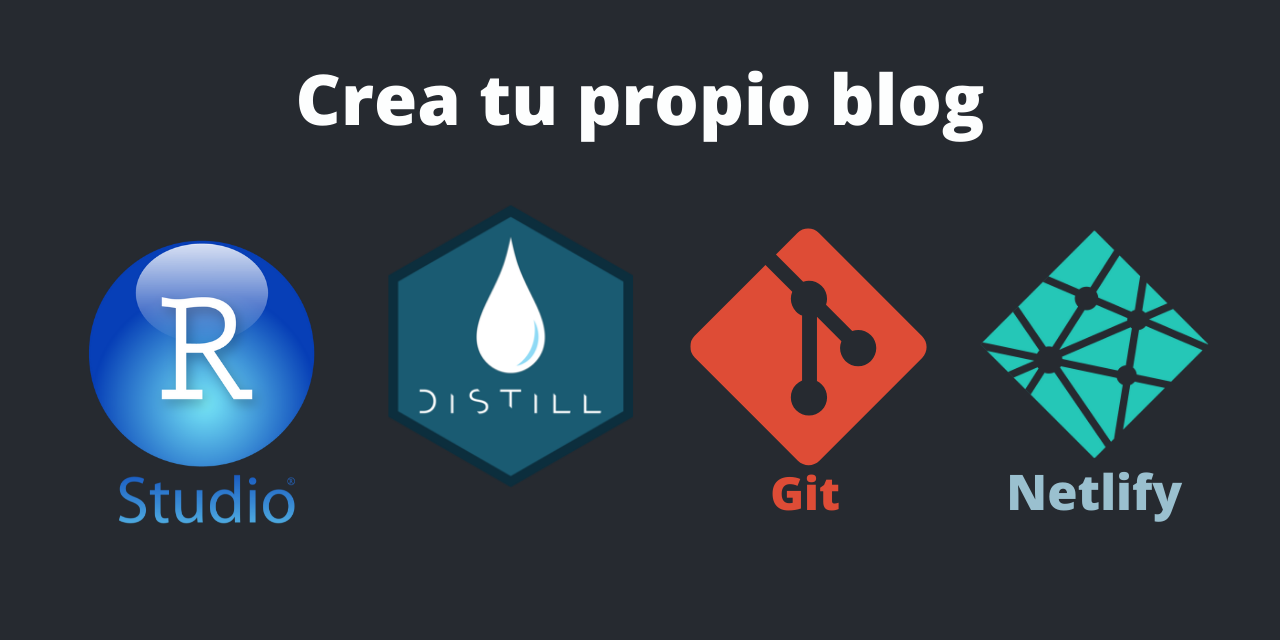 Crea tu propio blog
R
Studio®
DISTILL
Git
Netlify